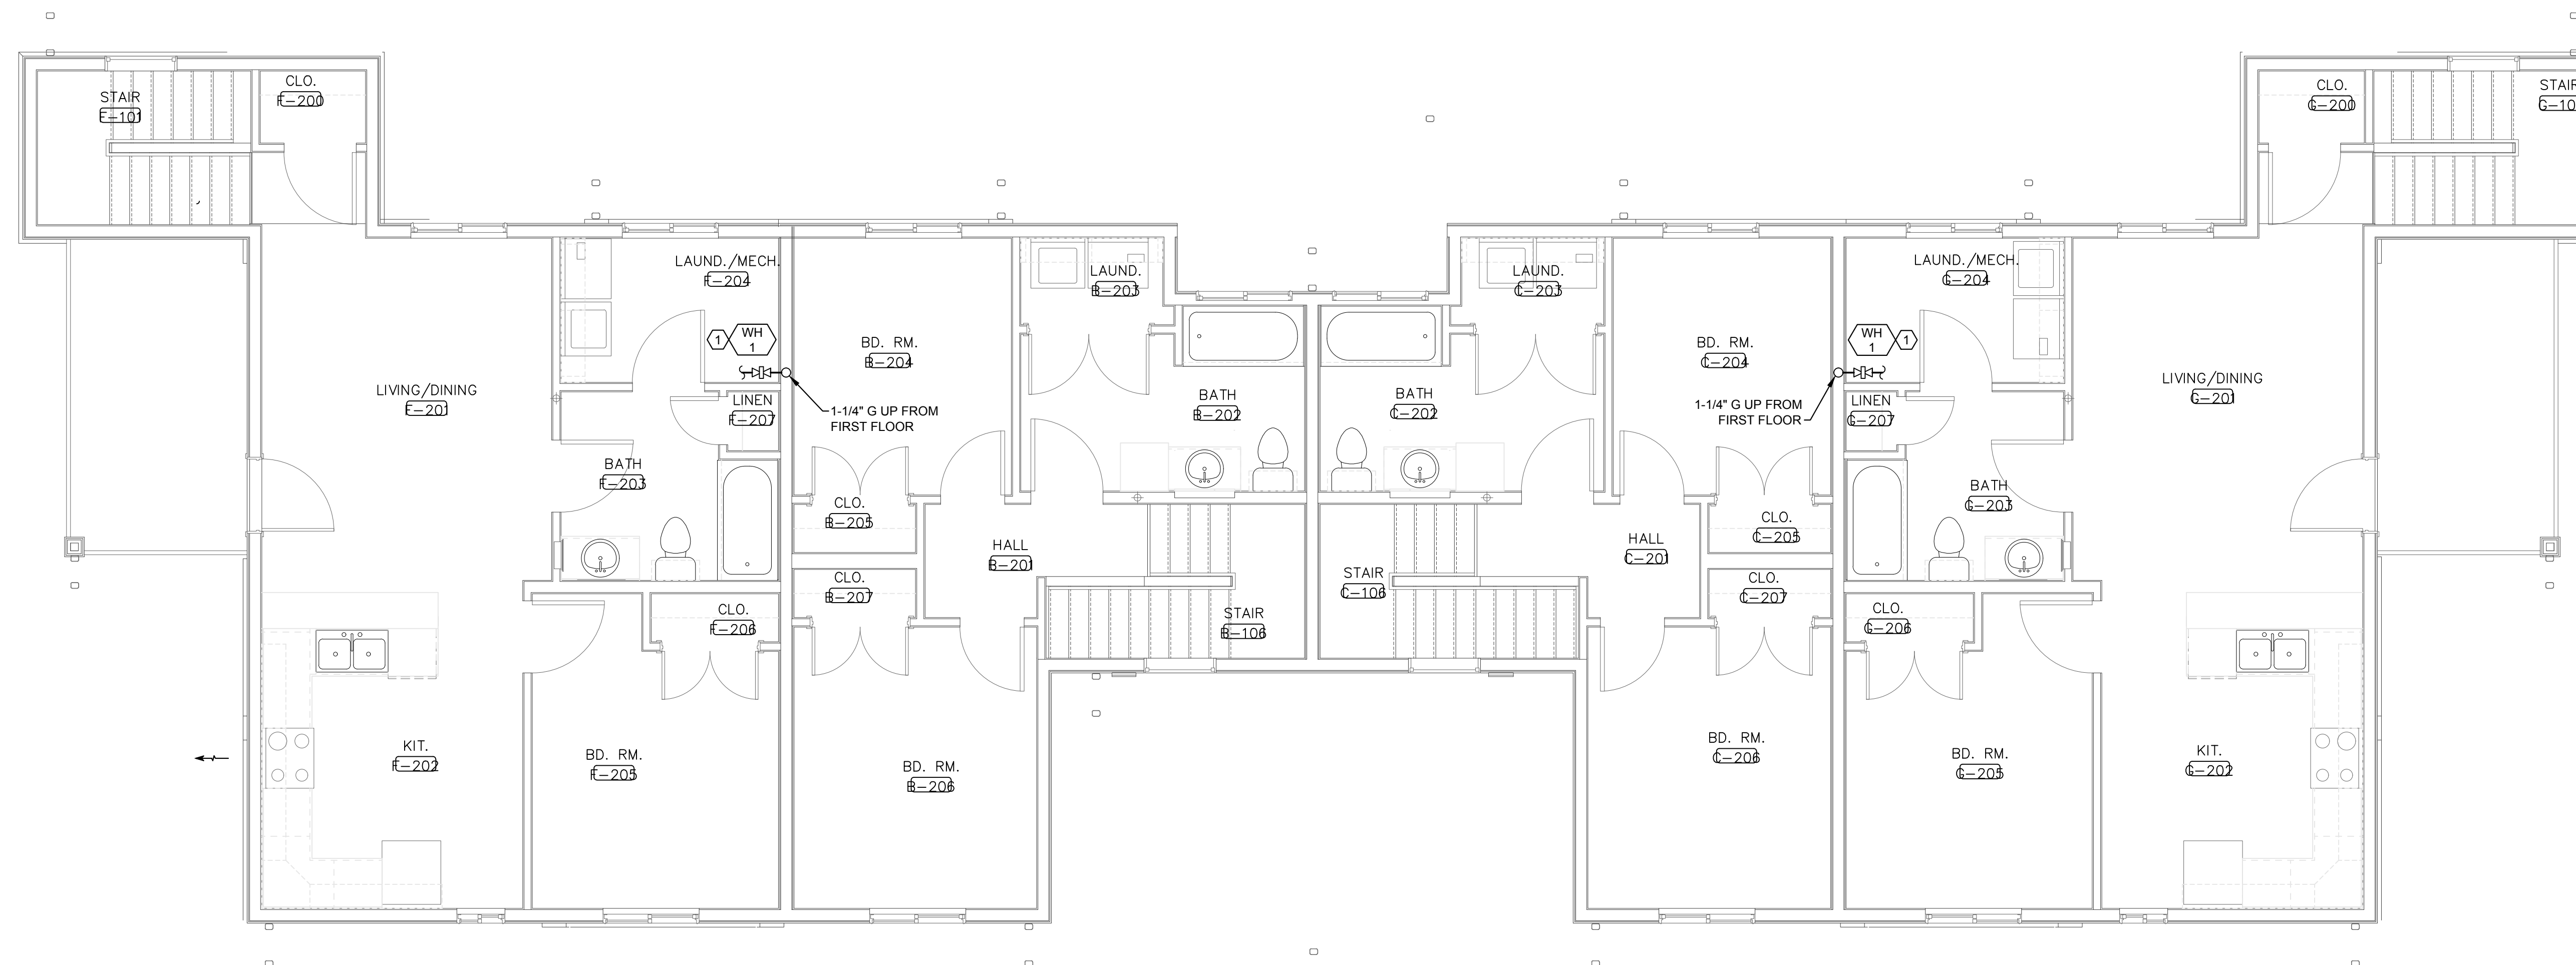 STAIR
F-101
CLO.
F-200
LAUND./MECH.
F-204
1
WH
1
LIVING/DINING
F-201
LINEN
F-207
1-1/4" G UP FROM
FIRST FLOOR
BATH
F-203
CLO.
F-206
KIT.
F-202
BD. RM.
F-205
BD. RM.
B-204
LAUND.
B-203
BATH
B-202
CLO.
B-205
HALL
B-201
CLO.
B-207
STAIR
B-106
BD. RM.
B-206
LAUND.
C-203
BATH
C-202
BD. RM.
C-204
1-1/4" G UP FROM
FIRST FLOOR
STAIR
C-106
HALL
C-201
CLO.
C-205
CLO.
C-207
BD. RM.
C-206
CLO.
G-200
STAIR
G-10
LAUND./MECH.
G-204
WH
1
1
LINEN
G-207
LIVING/DINING
G-201
BATH
G-203
CLO.
G-206
BD. RM.
G-205
KIT.
G-202